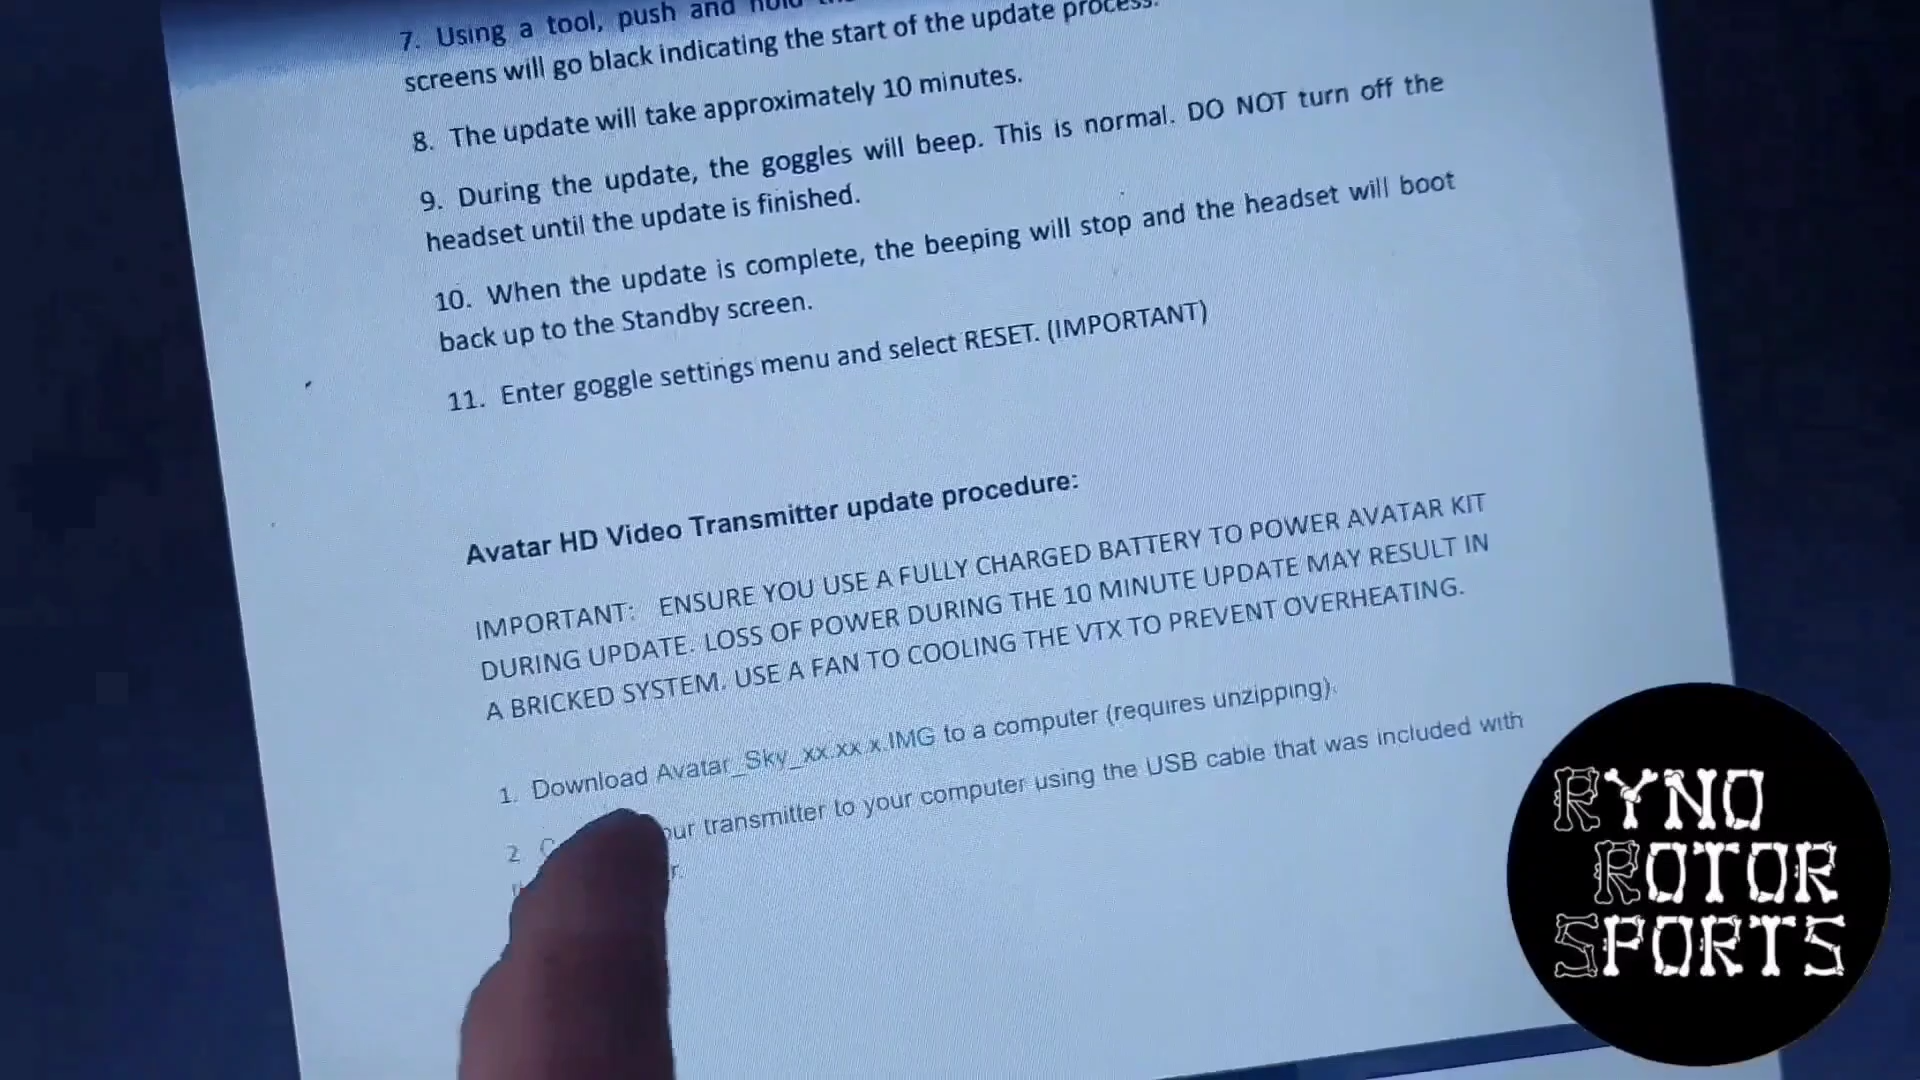 7. Using a tool, push and hold
screens will go black indicating the start of the update process.
8. The update will take approximately 10 minutes.
9. During the update, the goggles will beep. This is normal. DO NOT turn off the
headset until the update is finished.
10. When the update is complete, the beeping will stop and the headset will boot
back up to the Standby screen.
11. Enter goggle settings menu and select RESET. (IMPORTANT)
Avatar HD Video Transmitter update procedure:
IMPORTANT: ENSURE YOU USE A FULLY CHARGED BATTERY TO POWER AVATAR KIT
DURING UPDATE. LOSS OF POWER DURING THE 10 MINUTE UPDATE MAY RESULT IN
A BRICKED SYSTEM. USE A FAN TO COOLING THE VTX TO PREVENT OVERHEATING.
1. Download Avatar_Sky_xx.xx.x.IMG to a computer (requires unzipping).
2. transmitter to your computer using the USB cable that was included with
RYNO
ROTOR
SPORTS